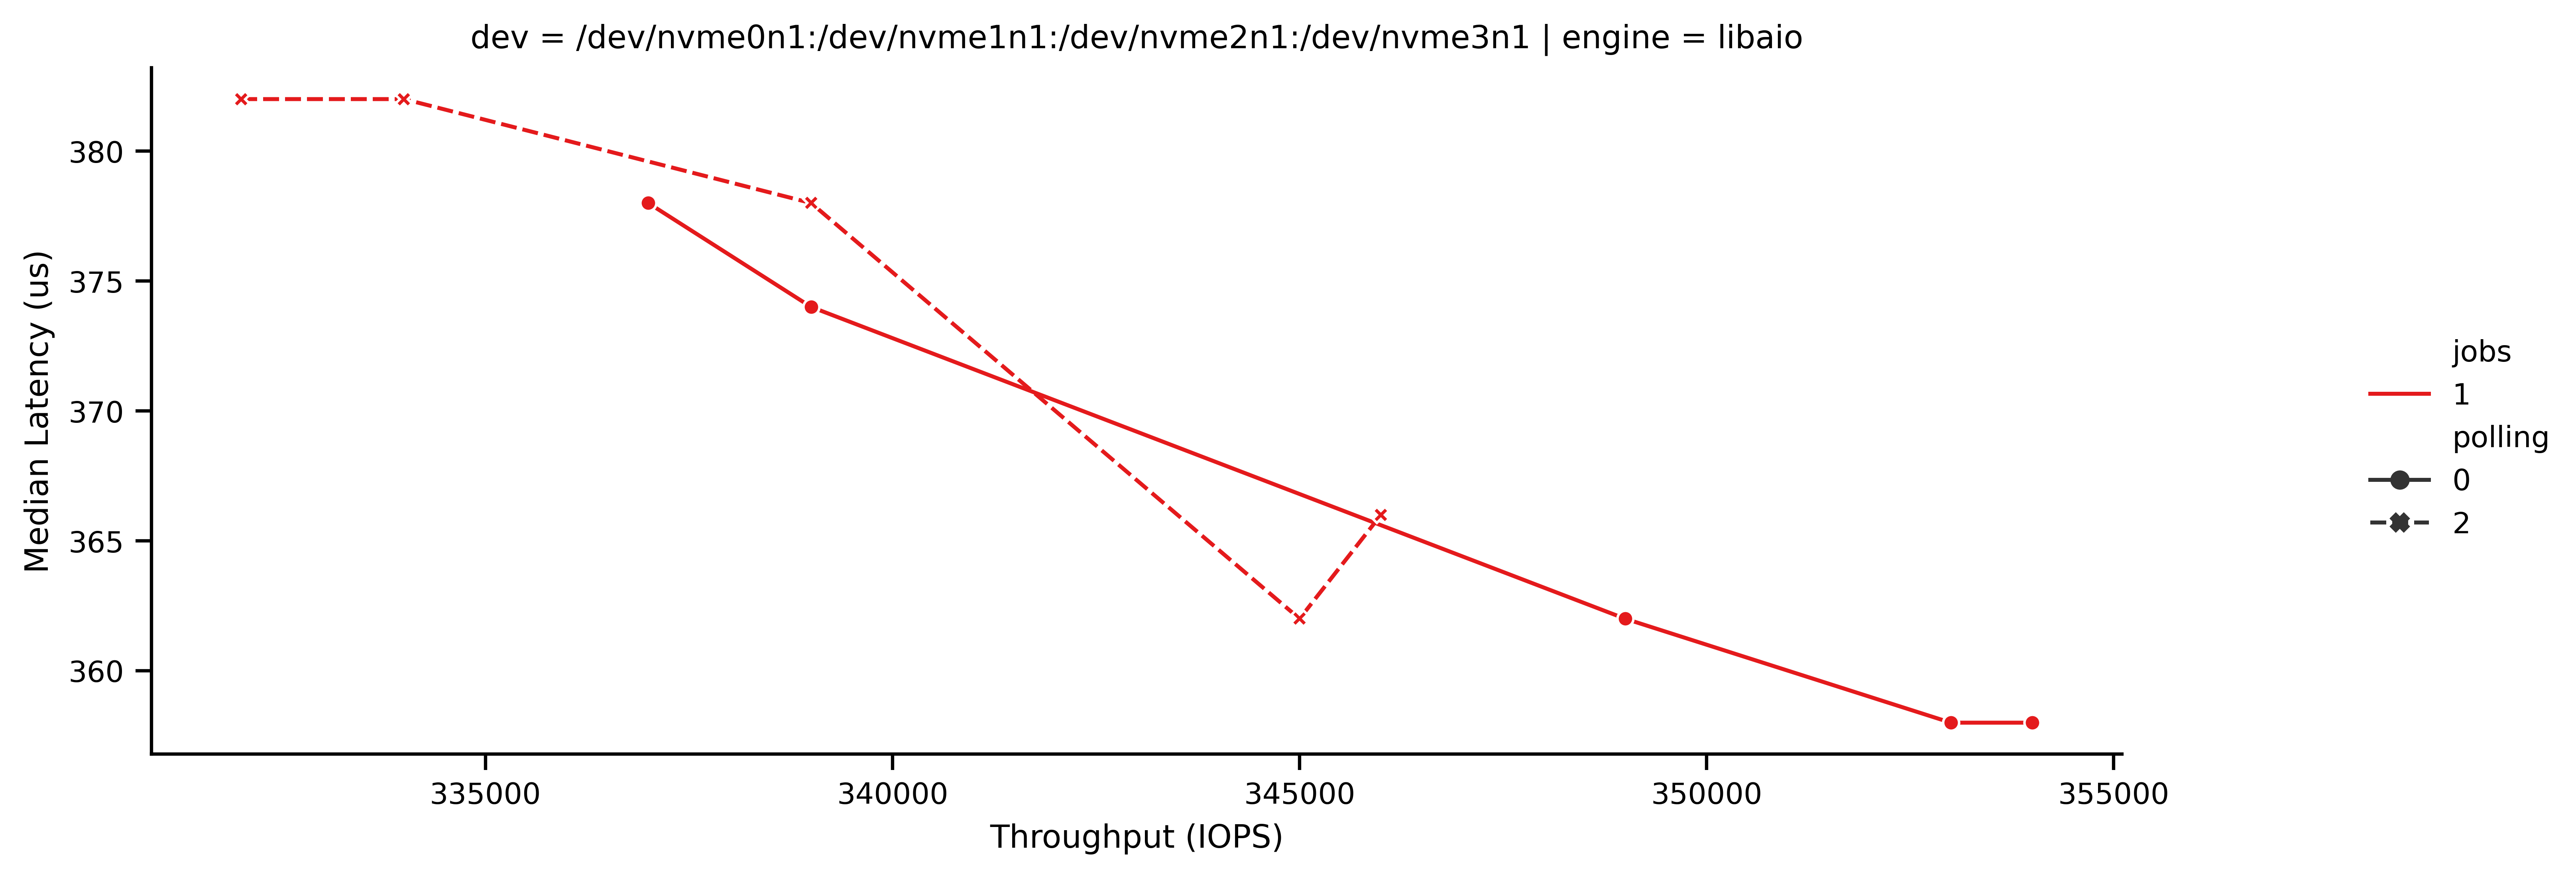 dev = /dev/nvme0n1:/dev/nvme1n1:/dev/nvme2n1:/dev/nvme3n1 | engine = libaio
Median Latency (us)
380
375
370
365
360
335000
340000
345000
350000
355000
Throughput (IOPS)
jobs
1
polling
0
2